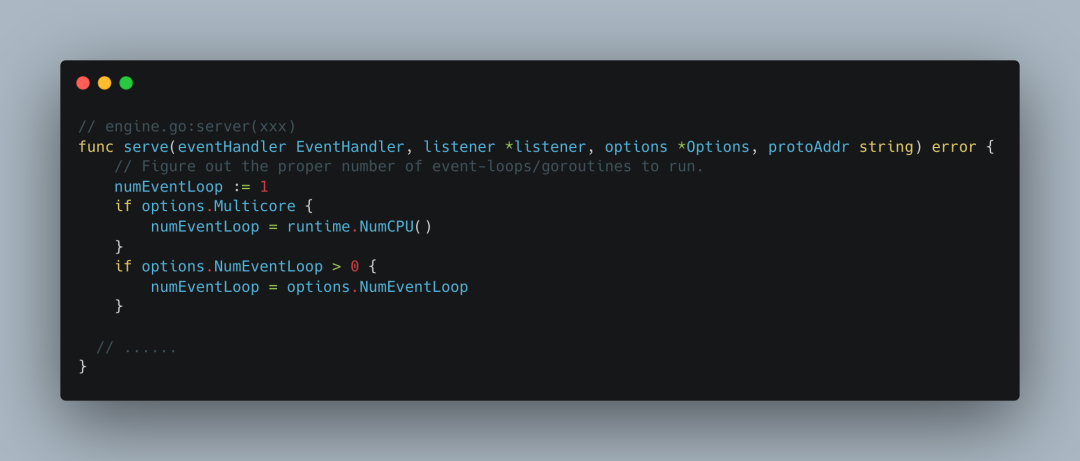 // engine.go:server(xxx)
func serve(eventHandler EventHandler, listener *listener, options *Options, protoAddr string) error {
    // Figure out the proper number of event-loops/goroutines to run.
    numEventLoop := 1
    if options.Multicore {
        numEventLoop = runtime.NumCPU()
    }
    if options.NumEventLoop > 0 {
        numEventLoop = options.NumEventLoop
    }

  // ......
}